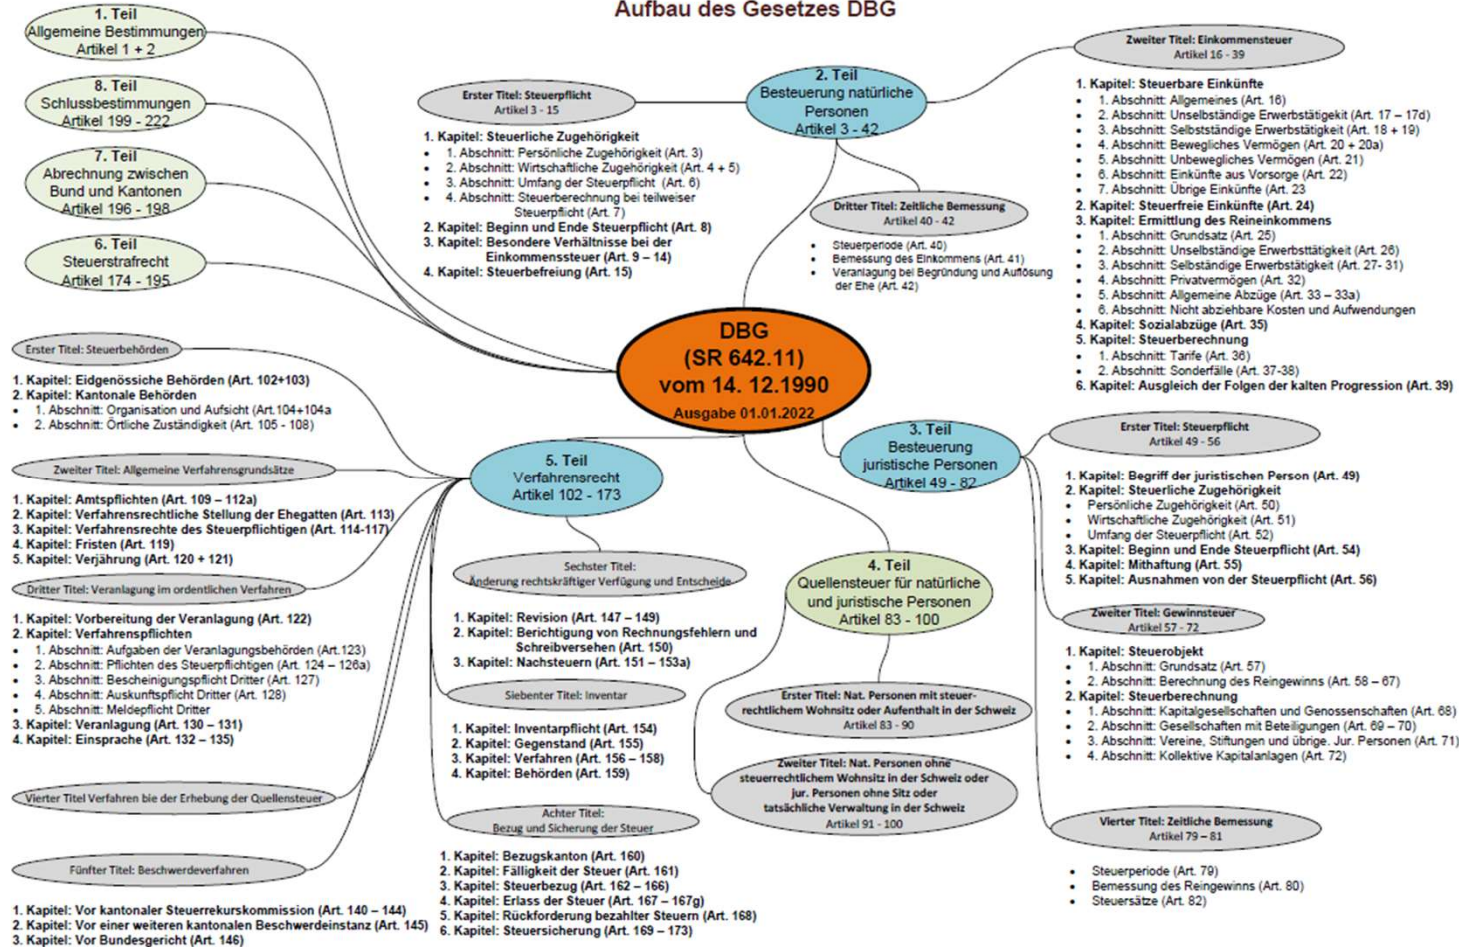 Aufbau des Gesetzes DBG
1. Teil
Allgemeine Bestimmungen
Artikel 1 + 2
8. Teil
Schlussbestimmungen
Artikel 199 - 222
7. Teil
Abrechnung zwischen
Bund und Kantonen
Artikel 196 - 198
6. Teil
Steuerstrafrecht
Artikel 174 - 195
Erster Titel: Steuerpflicht
Artikel 3 - 15
1. Kapitel: Steuerliche Zugehörigkeit
• 1. Abschnitt: Persönliche Zugehörigkeit (Art. 3)
• 2. Abschnitt: Wirtschaftliche Zugehörigkeit (Art. 4 + 5)
• 3. Abschnitt: Umfang der Steuerpflicht (Art. 6)
• 4. Abschnitt: Steuerberechnung bei teilweiser
Steuerpflicht (Art. 7)
2. Kapitel: Beginn und Ende Steuerpflicht (Art. 8)
3. Kapitel: Besondere Verhältnisse bei der
Einkommenssteuer (Art. 9 – 14)
4. Kapitel: Steuerbefreiung (Art. 15)
2. Teil
Besteuerung natürliche
Personen
Artikel 3 - 42
Dritter Titel: Zeitliche Bemessung
Artikel 40 - 42
• Steuerperiode (Art. 40)
• Bemessung des Einkommens (Art. 41)
• Veranlagung bei Begründung und Auflösung
der Ehe (Art. 42)
Zweiter Titel: Einkommensteuer
Artikel 16 - 39
1. Kapitel: Steuerbare Einkünfte
• 1. Abschnitt: Allgemeines (Art. 16)
• 2. Abschnitt: Unselbständige Erwerbstätigekit (Art. 17 – 17d)
• 3. Abschnitt: Selbstständige Erwerbstätigkeit (Art. 18 + 19)
• 4. Abschnitt: Bewegliches Vermögen (Art. 20 + 20a)
• 5. Abschnitt: Unbewegliches Vermögen (Art. 21)
• 6. Abschnitt: Einkünfte aus Vorsorge (Art. 22)
• 7. Abschnitt: Übrige Einkünfte (Art. 23
2. Kapitel: Steuerfreie Einkünfte (Art. 24)
3. Kapitel: Ermittlung des Reineinkommens
• 1. Abschnitt: Grundsatz (Art. 25)
• 2. Abschnitt: Unselbständige Erwerbsttätigkeit (Art. 26)
• 3. Abschnitt: Selbständige Erwerbstätigkeit (Art. 27- 31)
• 4. Abschnitt: Privatvermögen (Art. 32)
• 5. Abschnitt: Allgemeine Abzüge (Art. 33 – 33a)
• 6. Abschnitt: Nicht abziehbare Kosten und Aufwendungen
4. Kapitel: Sozialabzüge (Art. 35)
5. Kapitel: Steuerberechnung
• 1. Abschnitt: Tarife (Art. 36)
• 2. Abschnitt: Sonderfälle (Art. 37-38)
6. Kapitel: Ausgleich der Folgen der kalten Progression (Art. 39)
DBG
(SR 642.11)
vom 14. 12.1990
Ausgabe 01.01.2022
Erster Titel: Steuerbehörden
1. Kapitel: Eidgenössiche Behörden (Art. 102+103)
2. Kapitel: Kantonale Behörden
• 1. Abschnitt: Organisation und Aufsicht (Art.104+104a
• 2. Abschnitt: Örtliche Zuständigkeit (Art. 105 - 108)
Zweiter Titel: Allgemeine Verfahrensgrundsätze
1. Kapitel: Amtspflichten (Art. 109 – 112a)
2. Kapitel: Verfahrensrechtliche Stellung der Ehegatten (Art. 113)
3. Kapitel: Verfahrensrechte des Steuerpflichtigen (Art. 114-117)
4. Kapitel: Fristen (Art. 119)
5. Kapitel: Verjährung (Art. 120 + 121)
Dritter Titel: Veranlagung im ordentlichen Verfahren
1. Kapitel: Vorbereitung der Veranlagung (Art. 122)
2. Kapitel: Verfahrenspflichten
• 1. Abschnitt: Aufgaben der Veranlagungsbehörden (Art.123)
• 2. Abschnitt: Pflichten des Steuerpflichtigen (Art. 124 – 126a)
• 3. Abschnitt: Bescheinigungspflicht Dritter (Art. 127)
• 4. Abschnitt: Auskunftspflicht Dritter (Art. 128)
• 5. Abschnitt: Meldepflicht Dritter
3. Kapitel: Veranlagung (Art. 130 – 131)
4. Kapitel: Einsprache (Art. 132 – 135)
Vierter Titel Verfahren bie der Erhebung der Quellensteuer
Fünfter Titel: Beschwerdeverfahren
1. Kapitel: Vor kantonaler Steuerrekurskommission (Art. 140 – 144)
2. Kapitel: Vor einer weiteren kantonalen Beschwerdeinstanz (Art. 145)
3. Kapitel: Vor Bundesgericht (Art. 146)
5. Teil
Verfahrensrecht
Artikel 102 - 173
Sechster Titel:
Änderung rechtskräftiger Verfügung und Entscheide
1. Kapitel: Revision (Art. 147 – 149)
2. Kapitel: Berichtigung von Rechnungsfehlern und
Schreibversehen (Art. 150)
3. Kapitel: Nachsteuern (Art. 151 – 153a)
Siebenter Titel: Inventar
1. Kapitel: Inventarpflicht (Art. 154)
2. Kapitel: Gegenstand (Art. 155)
3. Kapitel: Verfahren (Art. 156 – 158)
4. Kapitel: Behörden (Art. 159)
Achter Titel:
Bezug und Sicherung der Steuer
1. Kapitel: Bezugskanton (Art. 160)
2. Kapitel: Fälligkeit der Steuer (Art. 161)
3. Kapitel: Steuerbezug (Art. 162 – 166)
4. Kapitel: Erlass der Steuer (Art. 167 – 167g)
5. Kapitel: Rückforderung bezahlter Steuern (Art. 168)
6. Kapitel: Steuersicherung (Art. 169 – 173)
4. Teil
Quellensteuer für natürliche
und juristische Personen
Artikel 83 - 100
Erster Titel: Nat. Personen mit steuer-
rechtlichem Wohnsitz oder Aufenthalt in der Schweiz
Artikel 83 - 90
Zweiter Titel: Nat. Personen ohne
steuerrechtlichem Wohnsitz in der Schweiz oder
jur. Personen ohne Sitz oder
tatsächliche Verwaltung in der Schweiz
Artikel 91 - 100
3. Teil
Besteuerung
juristische Personen
Artikel 49 - 82
Erster Titel: Steuerpflicht
Artikel 49 - 56
1. Kapitel: Begriff der juristischen Person (Art. 49)
2. Kapitel: Steuerliche Zugehörigkeit
• Persönliche Zugehörigkeit (Art. 50)
• Wirtschaftliche Zugehörigkeit (Art. 51)
• Umfang der Steuerpflicht (Art. 52)
3. Kapitel: Beginn und Ende Steuerpflicht (Art. 54)
4. Kapitel: Mithaftung (Art. 55)
5. Kapitel: Ausnahmen von der Steuerpflicht (Art. 56)
Zweiter Titel: Gewinnsteuer
Artikel 57 - 72
1. Kapitel: Steuerobjekt
• 1. Abschnitt: Grundsatz (Art. 57)
• 2. Abschnitt: Berechnung des Reingewinns (Art. 58 – 67)
2. Kapitel: Steuerberechnung
• 1. Abschnitt: Kapitalgesellschaften und Genossenschaften (Art. 68)
• 2. Abschnitt: Gesellschaften mit Beteiligungen (Art. 69 – 70)
• 3. Abschnitt: Vereine, Stiftungen und übrige. Jur. Personen (Art. 71)
• 4. Abschnitt: Kollektive Kapitalanlagen (Art. 72)
Vierter Titel: Zeitliche Bemessung
Artikel 79 – 81
• Steuerperiode (Art. 79)
• Bemessung des Reingewinns (Art. 80)
• Steuersätze (Art. 82)